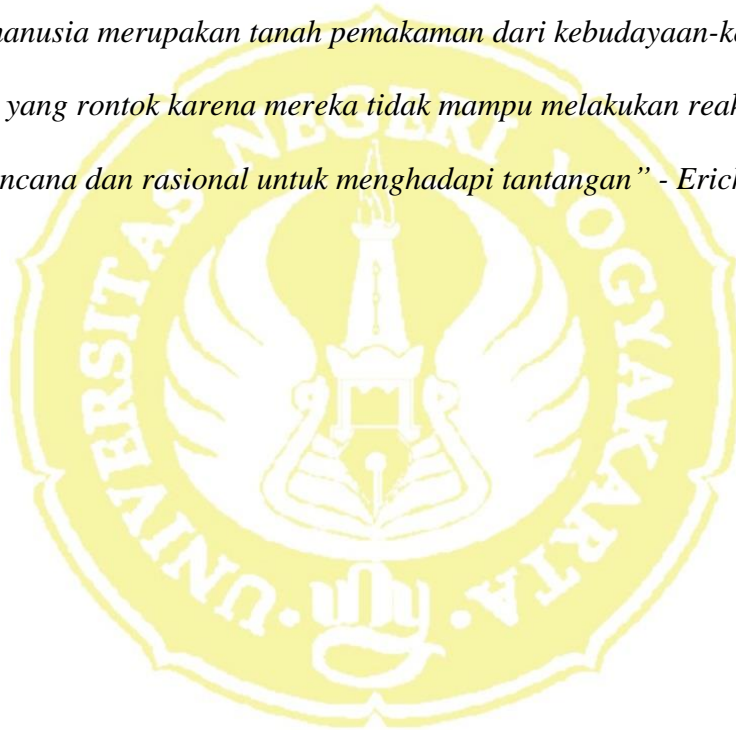 manusia merupakan tanah pemakaman dari kebudayaan-k
yang rontok karena mereka tidak mampu melakukan reak
ncana dan rasional untuk menghadapi tantangan” - Erich
UNIVERSITAS NEGERI YOGYAKARTA
uny